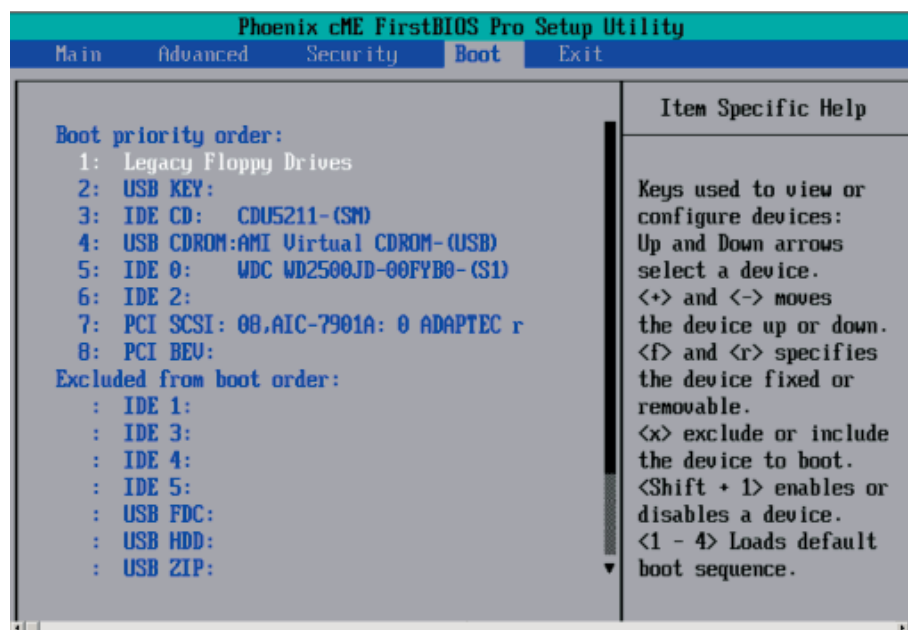 Phoenix cME FirstBIOS Pro Setup Utility
Main Advanced Security Boot Exit
Boot priority order:
1: Legacy Floppy Drives
2: USB KEY:
3: IDE CD: CDU5211-(SM)
4: USB CDROM:AMI Virtual CDROM-(USB)
5: IDE 0: WDC WD2500JD-00FYB0-(S1)
6: IDE 2:
7: PCI SCSI: 08,AIC-7901A: 0 ADAPTEC r
8: PCI BEV:
Excluded from boot order:
: IDE 1:
: IDE 3:
: IDE 4:
: IDE 5:
: USB FDC:
: USB HDD:
: USB ZIP:
Item Specific Help
Keys used to view or
configure devices:
Up and Down arrows
select a device.
<+> and <-> moves
the device up or down.
<f> and <r> specifies
the device fixed or
removable.
<x> exclude or include
the device to boot.
<Shift + 1> enables or
disables a device.
<1 - 4> Loads default
boot sequence.